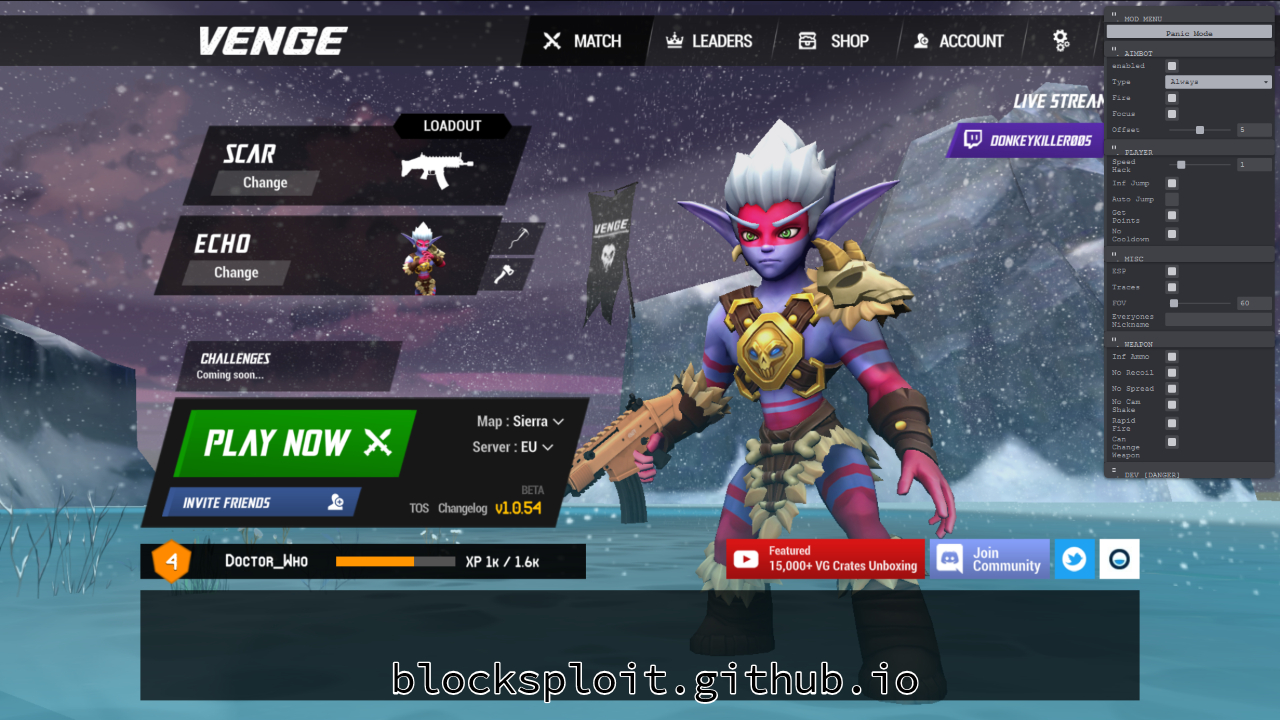 VENGE
MATCH
LEADERS
SHOP
ACCOUNT
LOADOUT
SCAR
Change
ECHO
Change
CHALLENGES
Coming soon...
PLAY NOW
Map : Sierra
Server : EU
INVITE FRIENDS
BETA
TOS Changelog v1.0.54
4 Doctor_Who XP 1k / 1.6k
VENGE
LIVE STREAM
DONKEYKILLER005
Featured
15,000+ VG Crates Unboxing
Join
Community
MOD MENU
Panic Mode
AIMBOT
enabled
Type Always
Fire
Focus
Offset 5
PLAYER
Speed
Hack 1
Inf Jump
Auto Jump
Get
Points
No
Cooldown
MISC
ESP
Traces
FOV 60
Everyones
Nickname
WEAPON
Inf Ammo
No Recoil
No Spread
No Cam
Shake
Rapid
Fire
Can
Change
Weapon
DEV (DANGER)
blocksploit.github.io